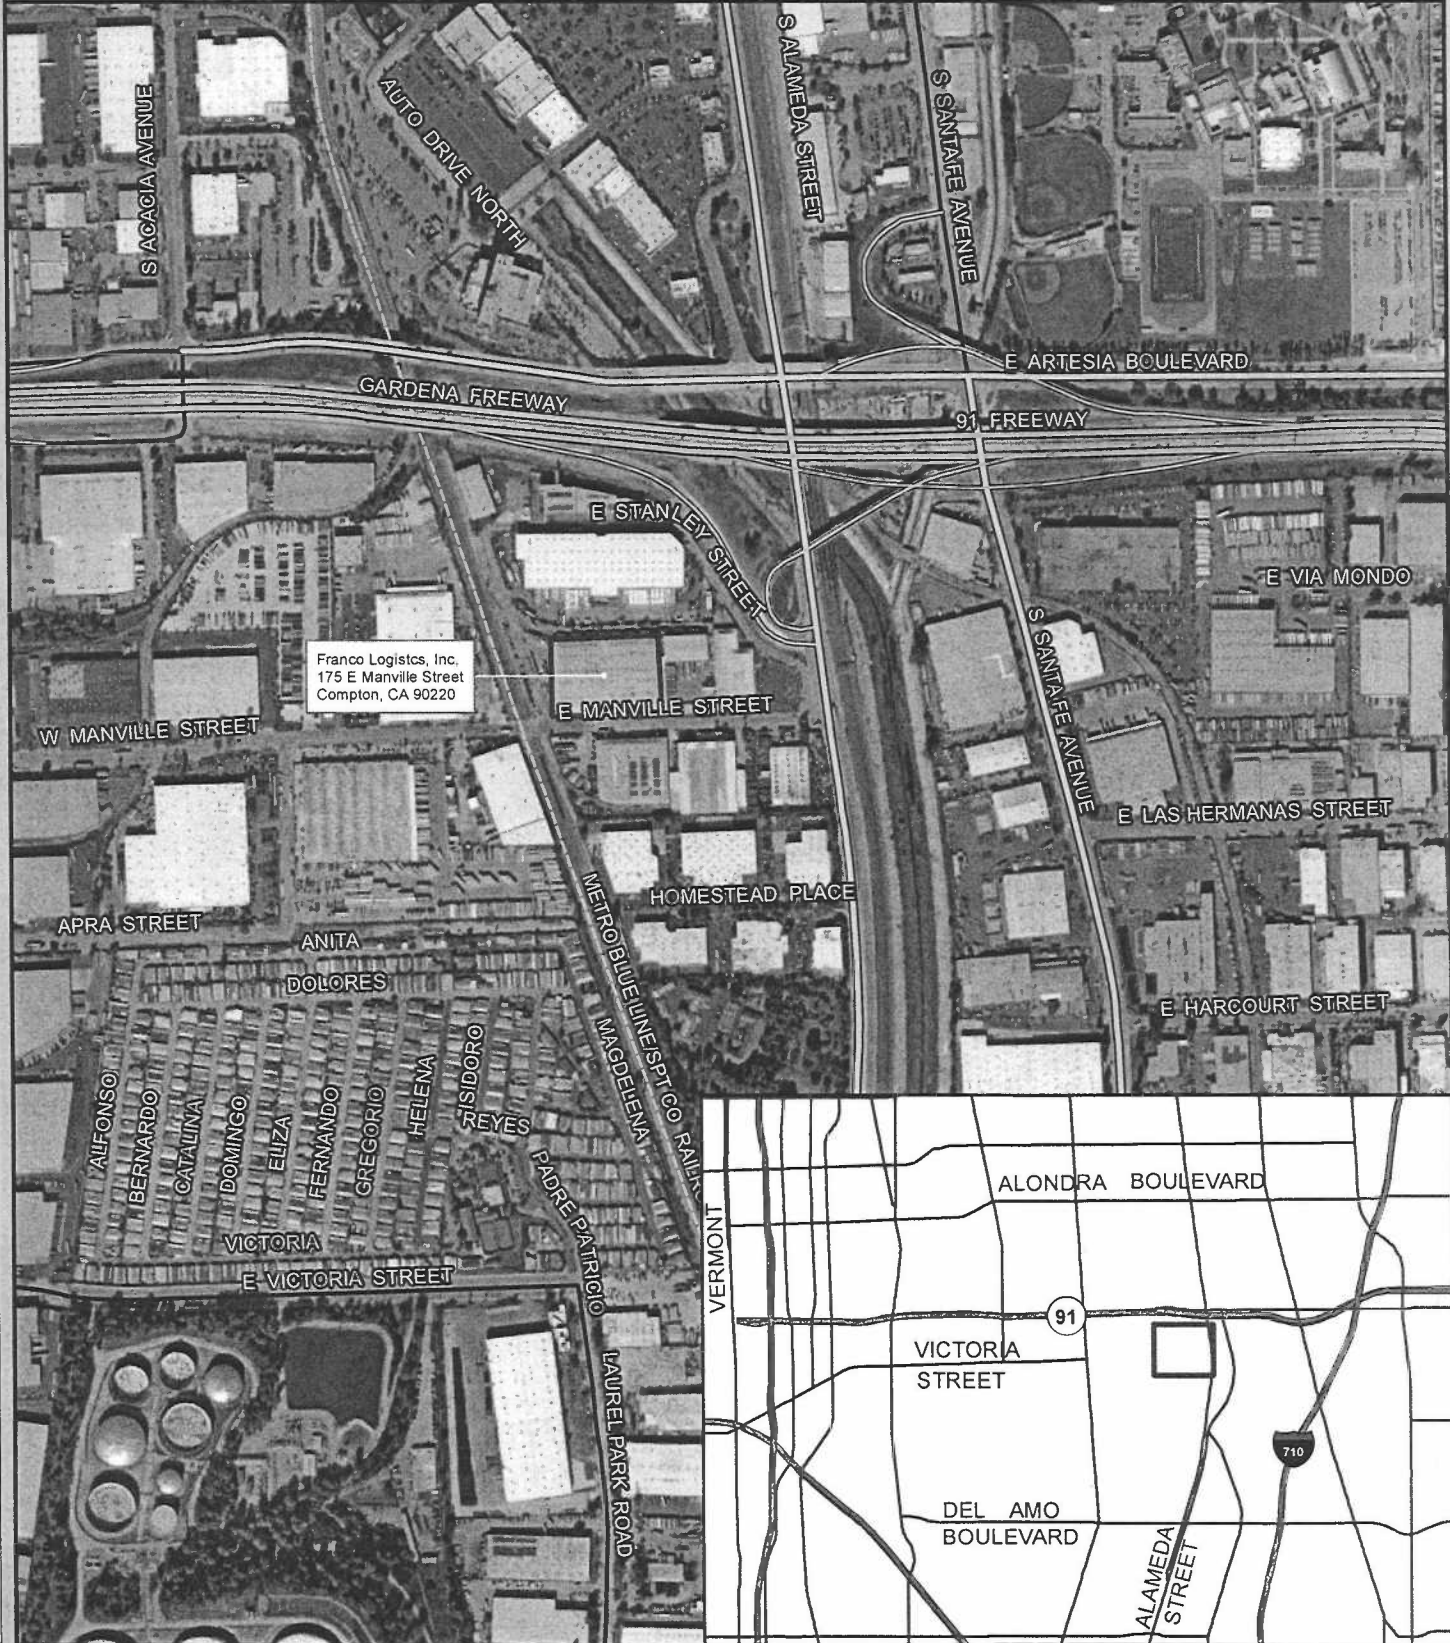 S ACACIA AVENUE
AUTO DRIVE NORTH
S ALAMEDA STREET
S SANTA FE AVENUE
E ARTESIA BOULEVARD
GARDENA FREEWAY
91 FREEWAY
E STANLEY STREET
E VIA MONDO
Franco Logistcs, Inc.
175 E Manville Street
Compton, CA 90220
S SANTA FE AVENUE
E MANVILLE STREET
W MANVILLE STREET
E LAS HERMANAS STREET
HOMESTEAD PLACE
APRA STREET
ANITA
METRO BLUE LINE/SPT CO RAILR
DOLORES
E HARCOURT STREET
MAGDELENA
ALFONSO
BERNARDO
CATALINA
DOMINGO
ELIZA
FERNANDO
GREGORIO
HELENA
ISIDORO
REYES
PADRE PATRICIO
VICTORIA
E VICTORIA STREET
LAUREL PARK ROAD
ALONDRA BOULEVARD
VERMONT
91
VICTORIA
STREET
710
DEL AMO
BOULEVARD
ALAMEDA
STREET